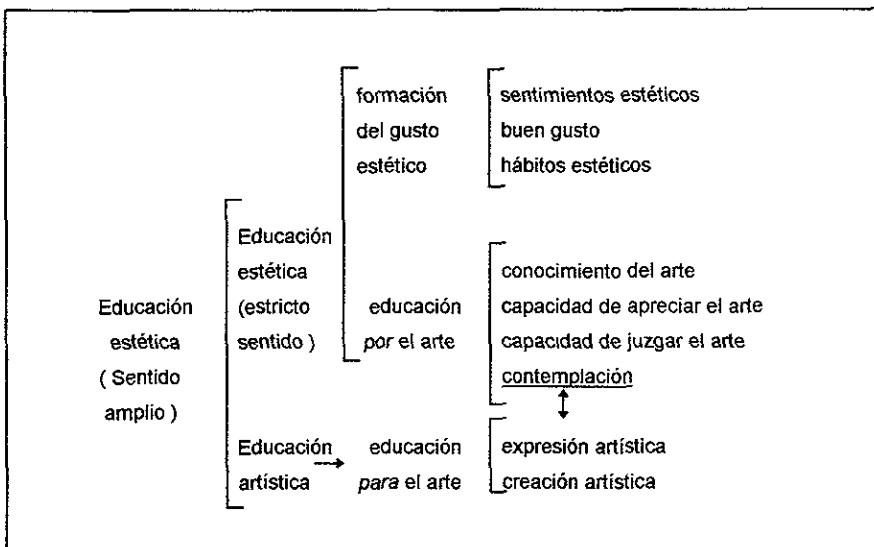 formación
del gusto
estético
sentimientos estéticos
buen gusto
hábitos estéticos
Educación
estética
(estricto
sentido )
educación
por el arte
conocimiento del arte
capacidad de apreciar el arte
capacidad de juzgar el arte
contemplación
Educación
estética
( Sentido
amplio )
Educación
artística
educación
para el arte
expresión artística
creación artística